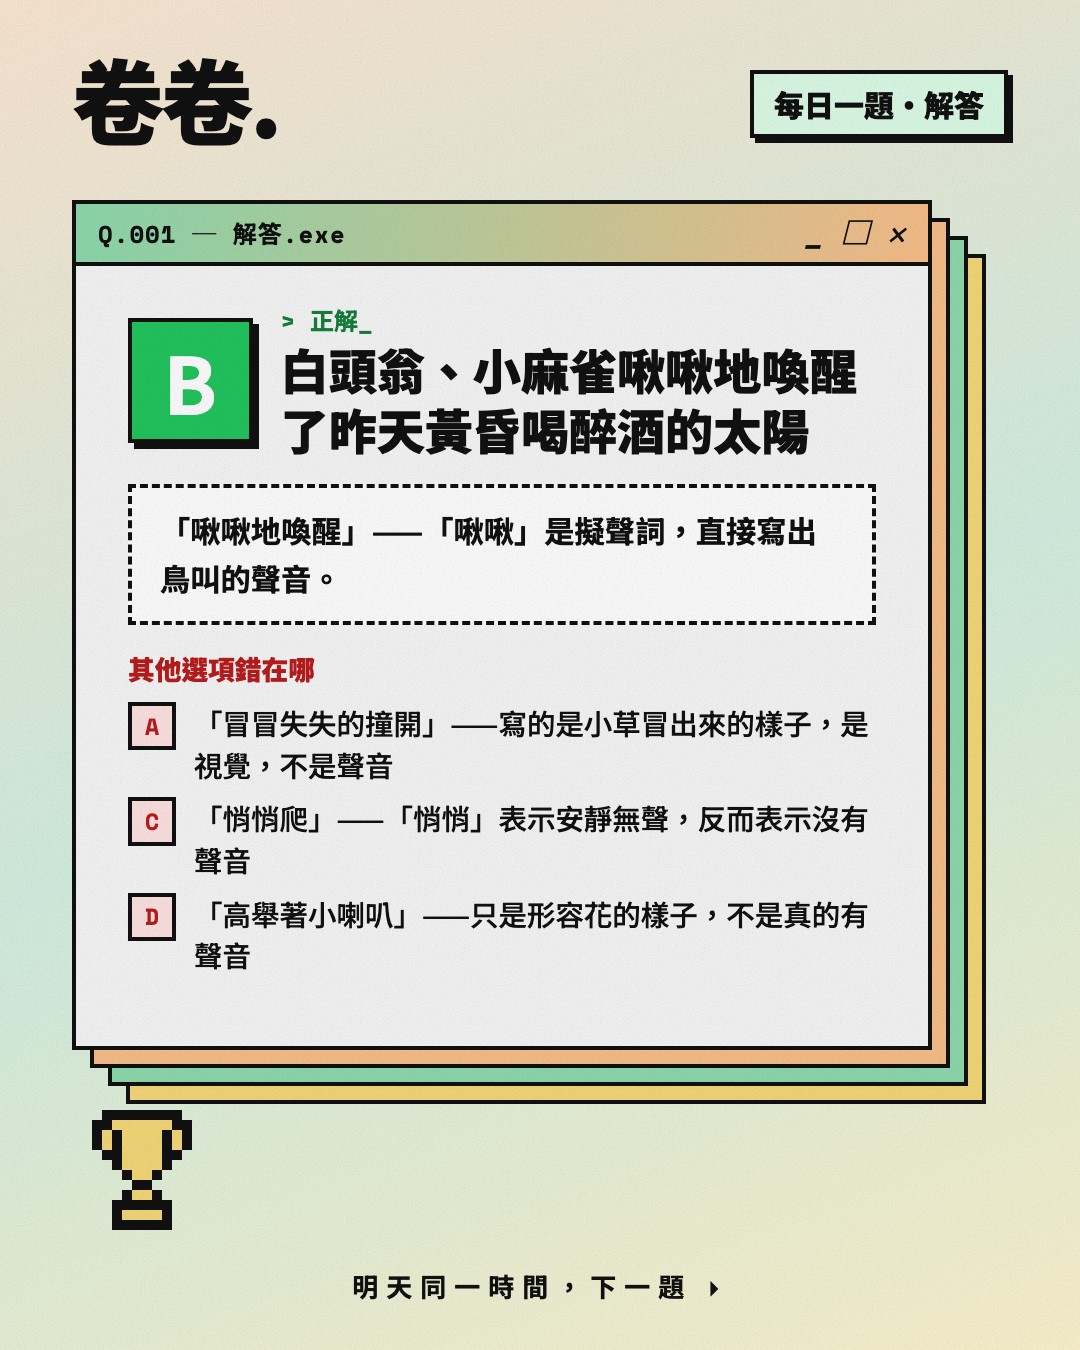 卷卷.
每日一題・解答
Q.001 — 解答.exe
B
> 正解_
白頭翁、小麻雀啾啾地喚醒
了昨天黃昏喝醉酒的太陽
「啾啾地喚醒」——「啾啾」是擬聲詞，直接寫出
鳥叫的聲音。
其他選項錯在哪
A
「冒冒失失的撞開」——寫的是小草冒出來的樣子，是
視覺，不是聲音
C
「悄悄爬」——「悄悄」表示安靜無聲，反而表示沒有
聲音
D
「高舉著小喇叭」——只是形容花的樣子，不是真的有
聲音
明天同一時間，下一題